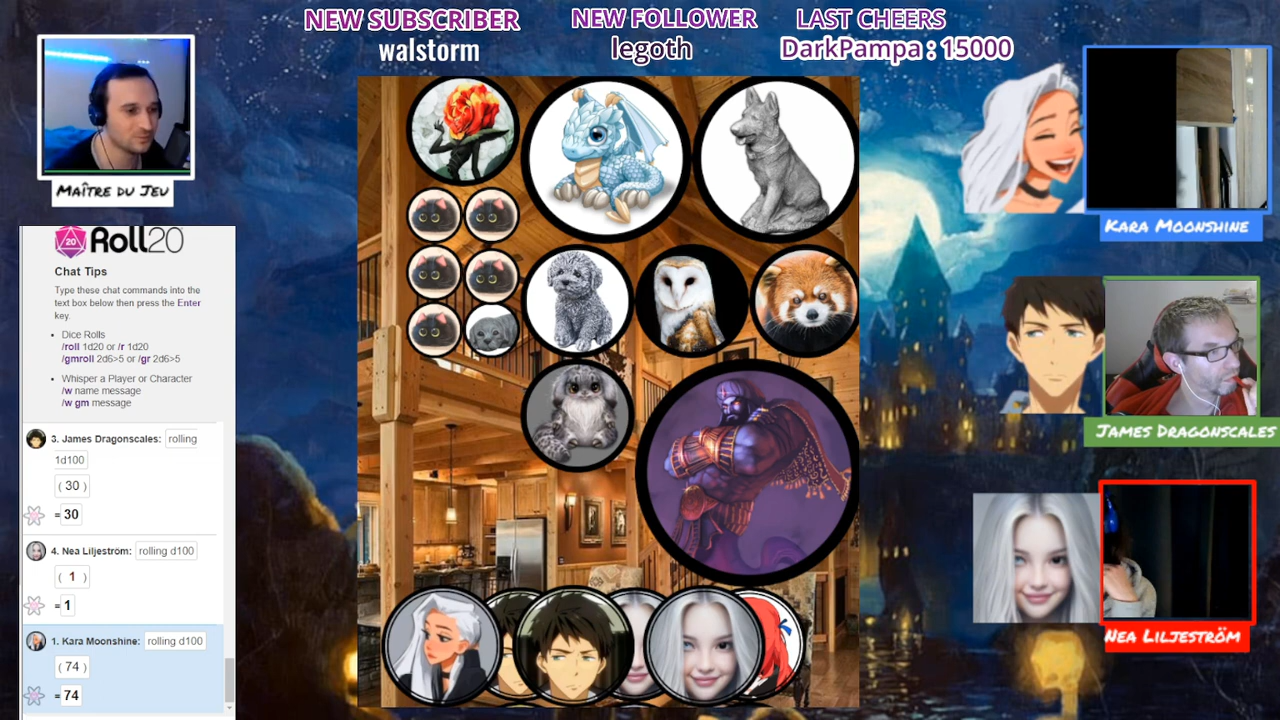 NEW SUBSCRIBER
walstorm
NEW FOLLOWER
legoth
LAST CHEERS
DarkPampa : 15000
MAÎTRE DU JEU
20
Roll20
Chat Tips
Type these chat commands into the
text box below then press the Enter
key.
• Dice Rolls
/roll 1d20 or /r 1d20
/gmroll 2d6>5 or /gr 2d6>5
• Whisper a Player or Character
/w name message
/w gm message
3. James Dragonscales: rolling
1d100
( 30 )
=30
4. Nea Liljeström: rolling d100
( 1 )
=1
1. Kara Moonshine: rolling d100
( 74 )
=74
KARA MOONSHINE
JAMES DRAGONSCALES
NEA LILJESTRÖM